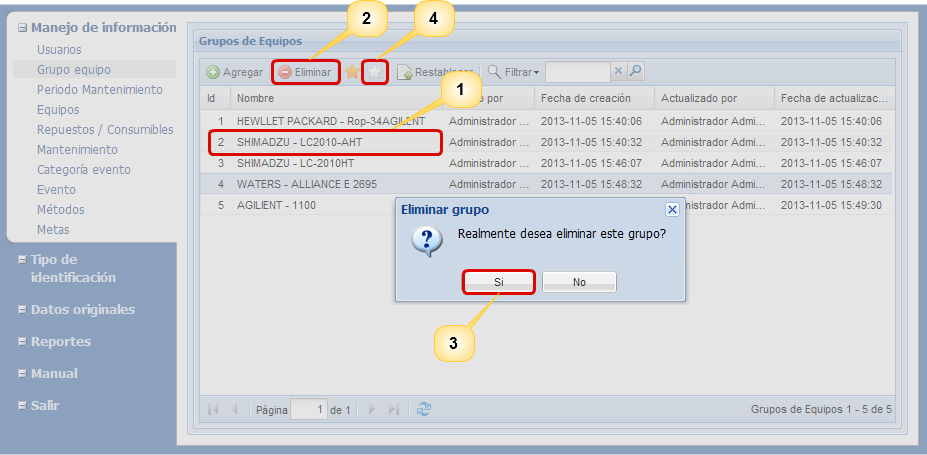 2
4
Manejo de información
Usuarios
Grupo equipo
Periodo Mantenimiento
Equipos
Repuestos / Consumibles
Mantenimiento
Categoría evento
Evento
Métodos
Metas
Tipo de
identificación
Datos originales
Reportes
Manual
Salir
Grupos de Equipos
Agregar Eliminar Restablecer Filtrar
1
Id Nombre por Fecha de creación Actualizado por Fecha de actualizac...
1 HEWLLET PACKARD - Rop-34AGILENT Administrador ... 2013-11-05 15:40:06 Administrador Admi... 2013-11-05 15:40:06
2 SHIMADZU - LC2010-AHT Administrador ... 2013-11-05 15:40:32 Administrador Admi... 2013-11-05 15:40:32
3 SHIMADZU - LC-2010HT Administrador ... 2013-11-05 15:46:07 Administrador Admi... 2013-11-05 15:46:07
4 WATERS - ALLIANCE E 2695 Administrador ... 2013-11-05 15:48:32 Administrador Admi... 2013-11-05 15:48:32
5 AGILIENT - 1100 ministrador Admi... 2013-11-05 15:49:30
Eliminar grupo
Realmente desea eliminar este grupo?
Si No
3
Página 1 de 1 Grupos de Equipos 1 - 5 de 5